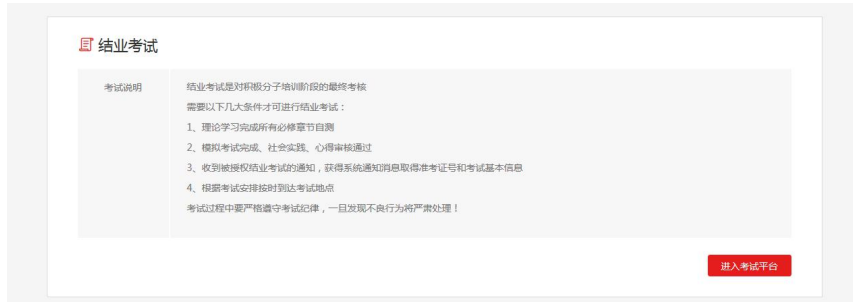 结业考试
考试说明
结业考试是对积极分子培训阶段的最终考核
需要以下几大条件才可进行结业考试：
1、理论学习完成所有必修章节自测
2、模拟考试完成、社会实践、心得审核通过
3、收到被授权结业考试的通知，获得系统通知消息取得准考证号和考试基本信息
4、根据考试安排按时到达考试地点
考试过程中要严格遵守考试纪律，一旦发现不良行为将严肃处理！
进入考试平台